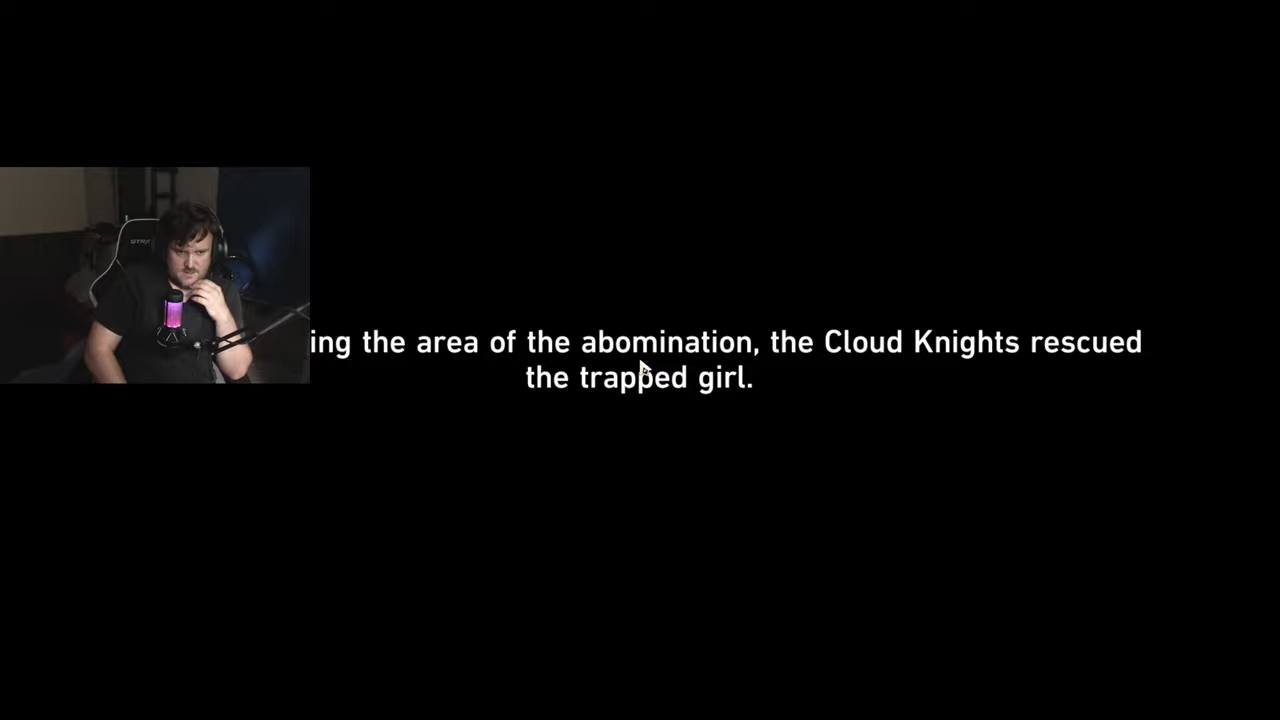 ing the area of the abomination, the Cloud Knights rescued
the trapped girl.